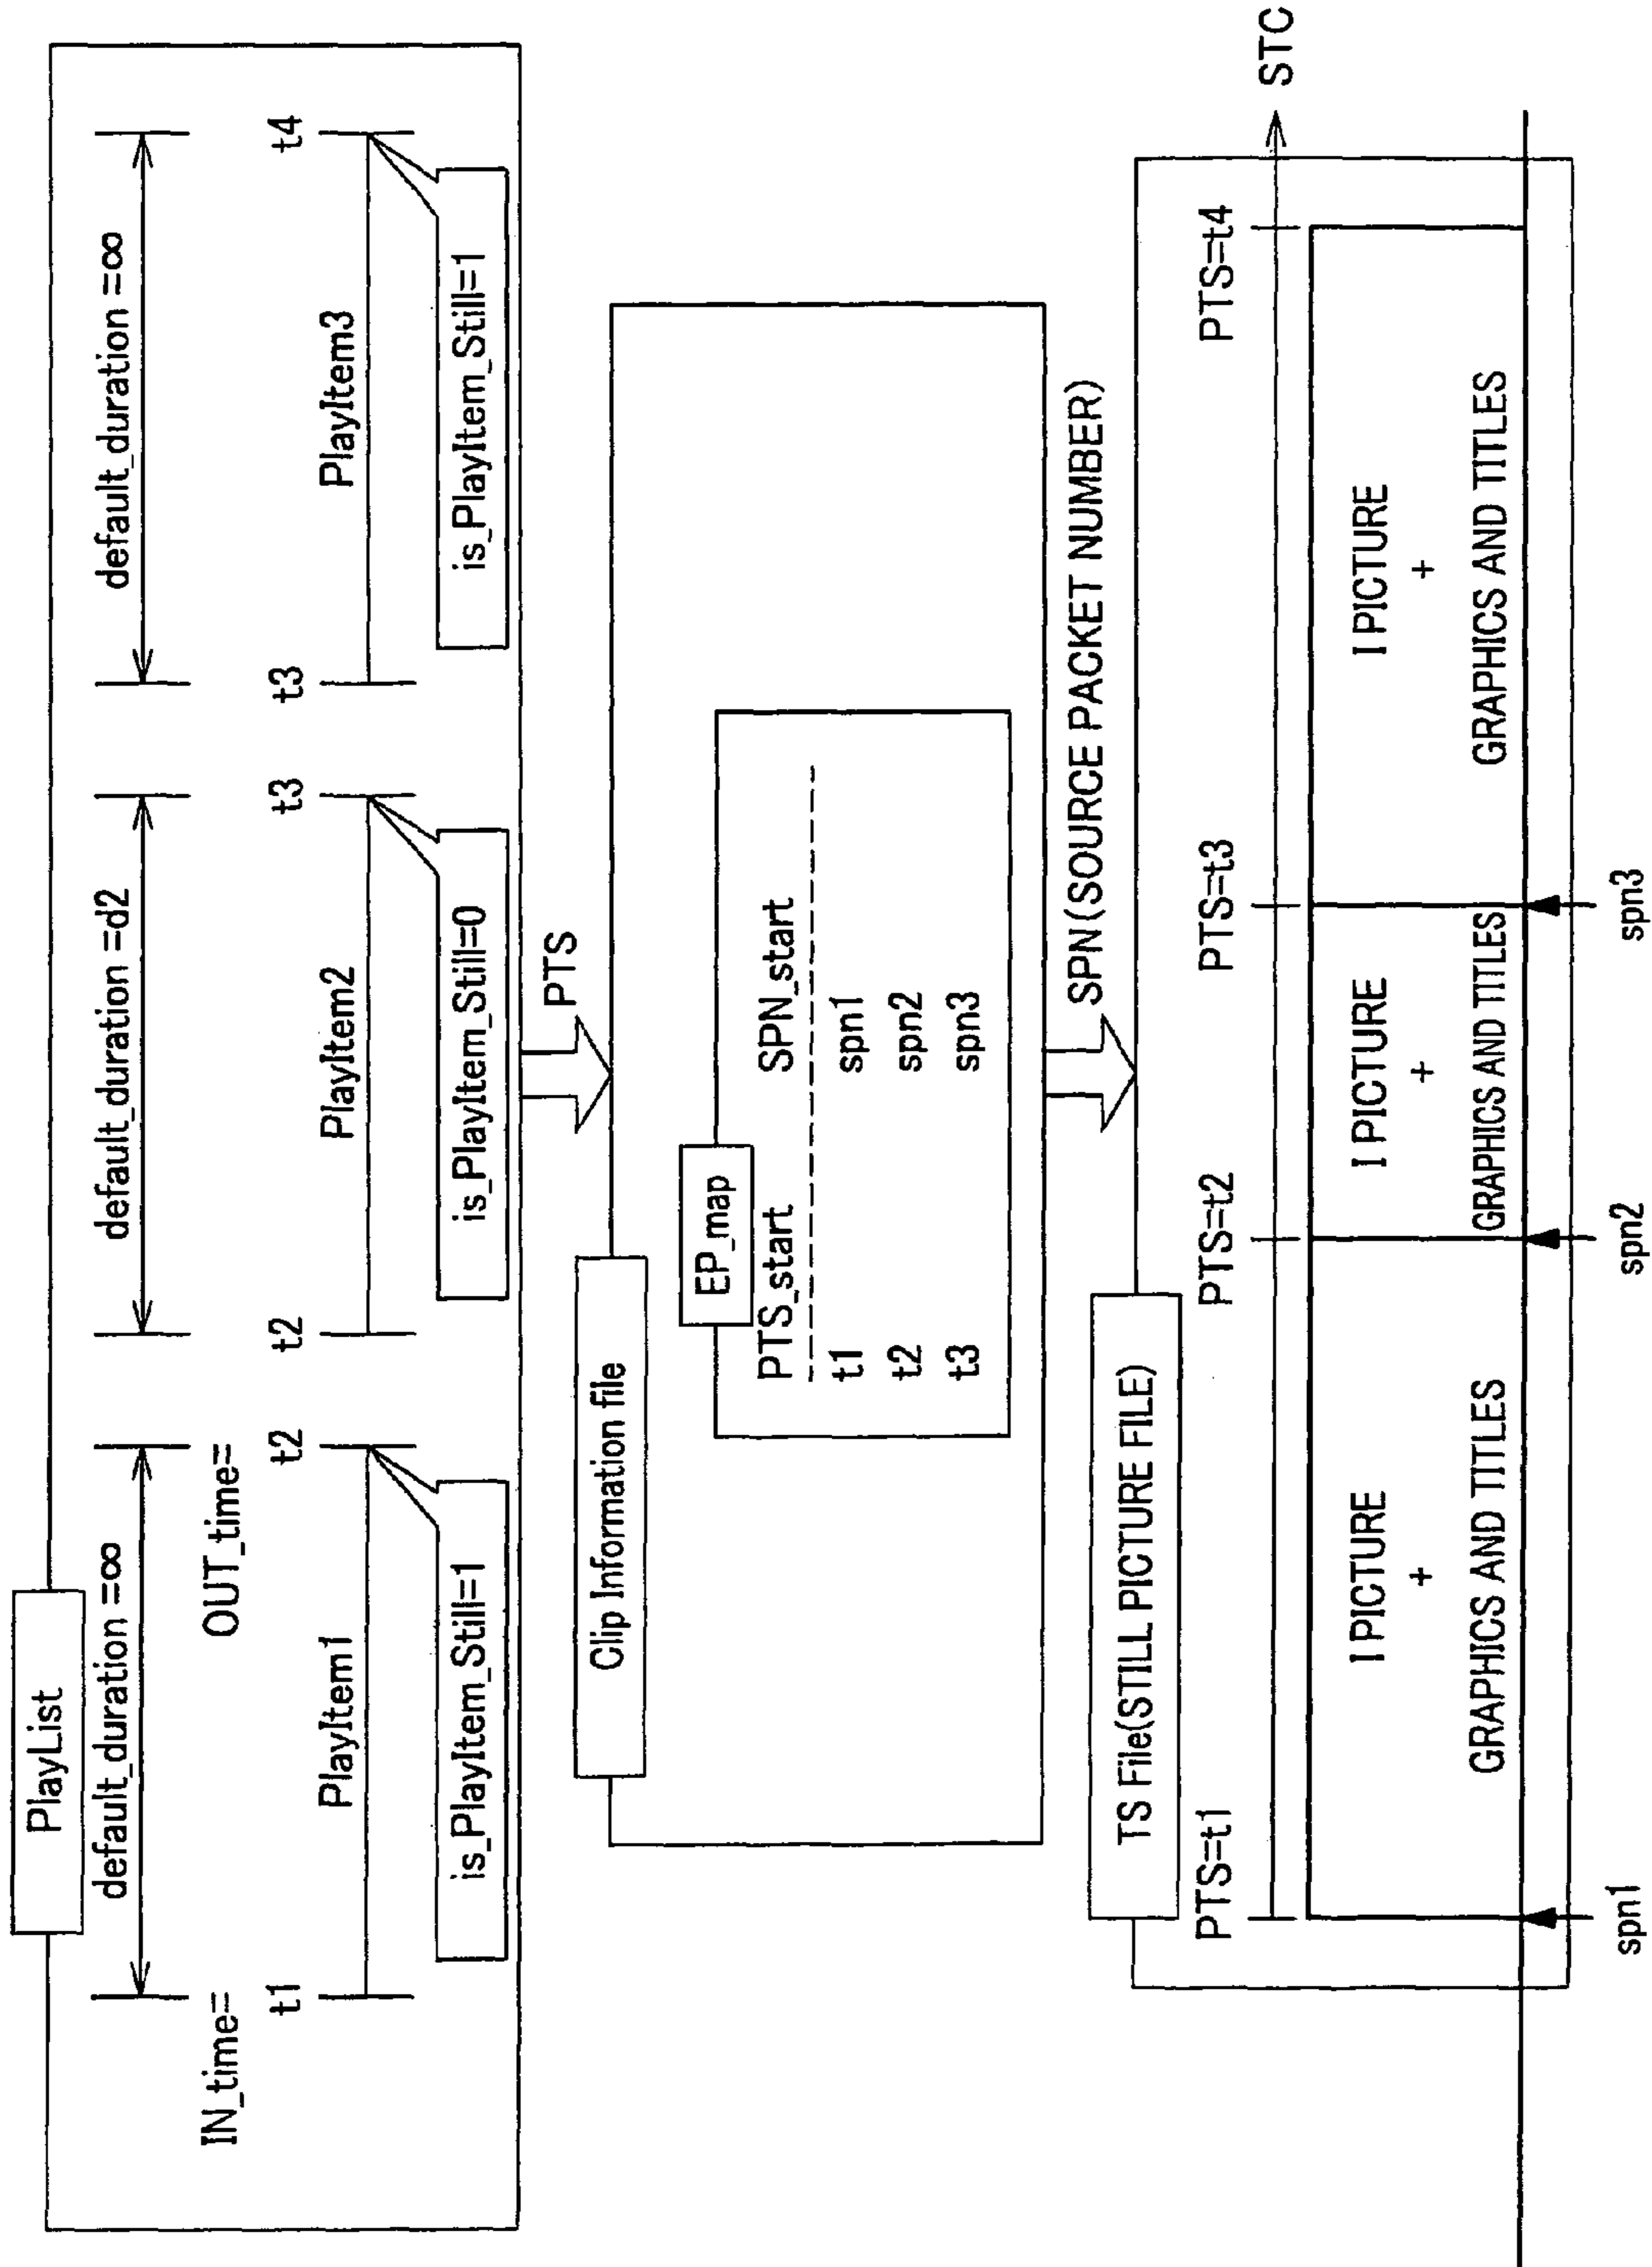 PlayList
default_duration =∞
default_duration =d2
default_duration =∞
IN_time=
OUT_time=
t1
t2
t2
t3
t3
t4
PlayItem1
PlayItem2
PlayItem3
is_PlayItem_Still=1
is_PlayItem_Still=0
is_PlayItem_Still=1
PTS
Clip Information file
EP_map
PTS_start SPN_start
t1 spn1
t2 spn2
t3 spn3
SPN(SOURCE PACKET NUMBER)
TS File(STILL PICTURE FILE)
PTS=t1
PTS=t2
PTS=t3
PTS=t4
STC
I PICTURE
+
GRAPHICS AND TITLES
I PICTURE
+
GRAPHICS AND TITLES
I PICTURE
+
GRAPHICS AND TITLES
spn1
spn2
spn3